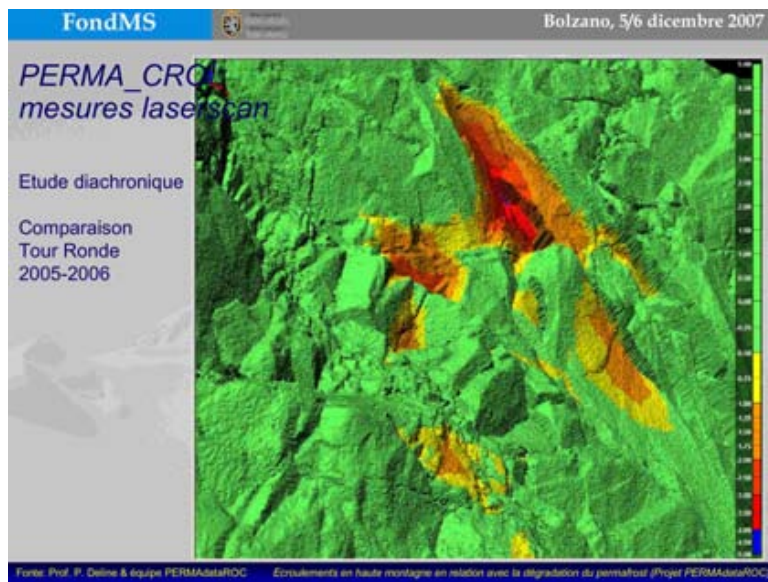 FondMS
Bolzano, 5/6 dicembre 2007
PERMA_CRO
mesures laserscan
Etude diachronique
Comparaison
Tour Ronde
2005-2006
Fonte: Prof. P. Deline & équipe PERMAdataROC
Ecroulements en haute montagne en relation avec la dégradation du permafrost (Projet PERMAdataROC)